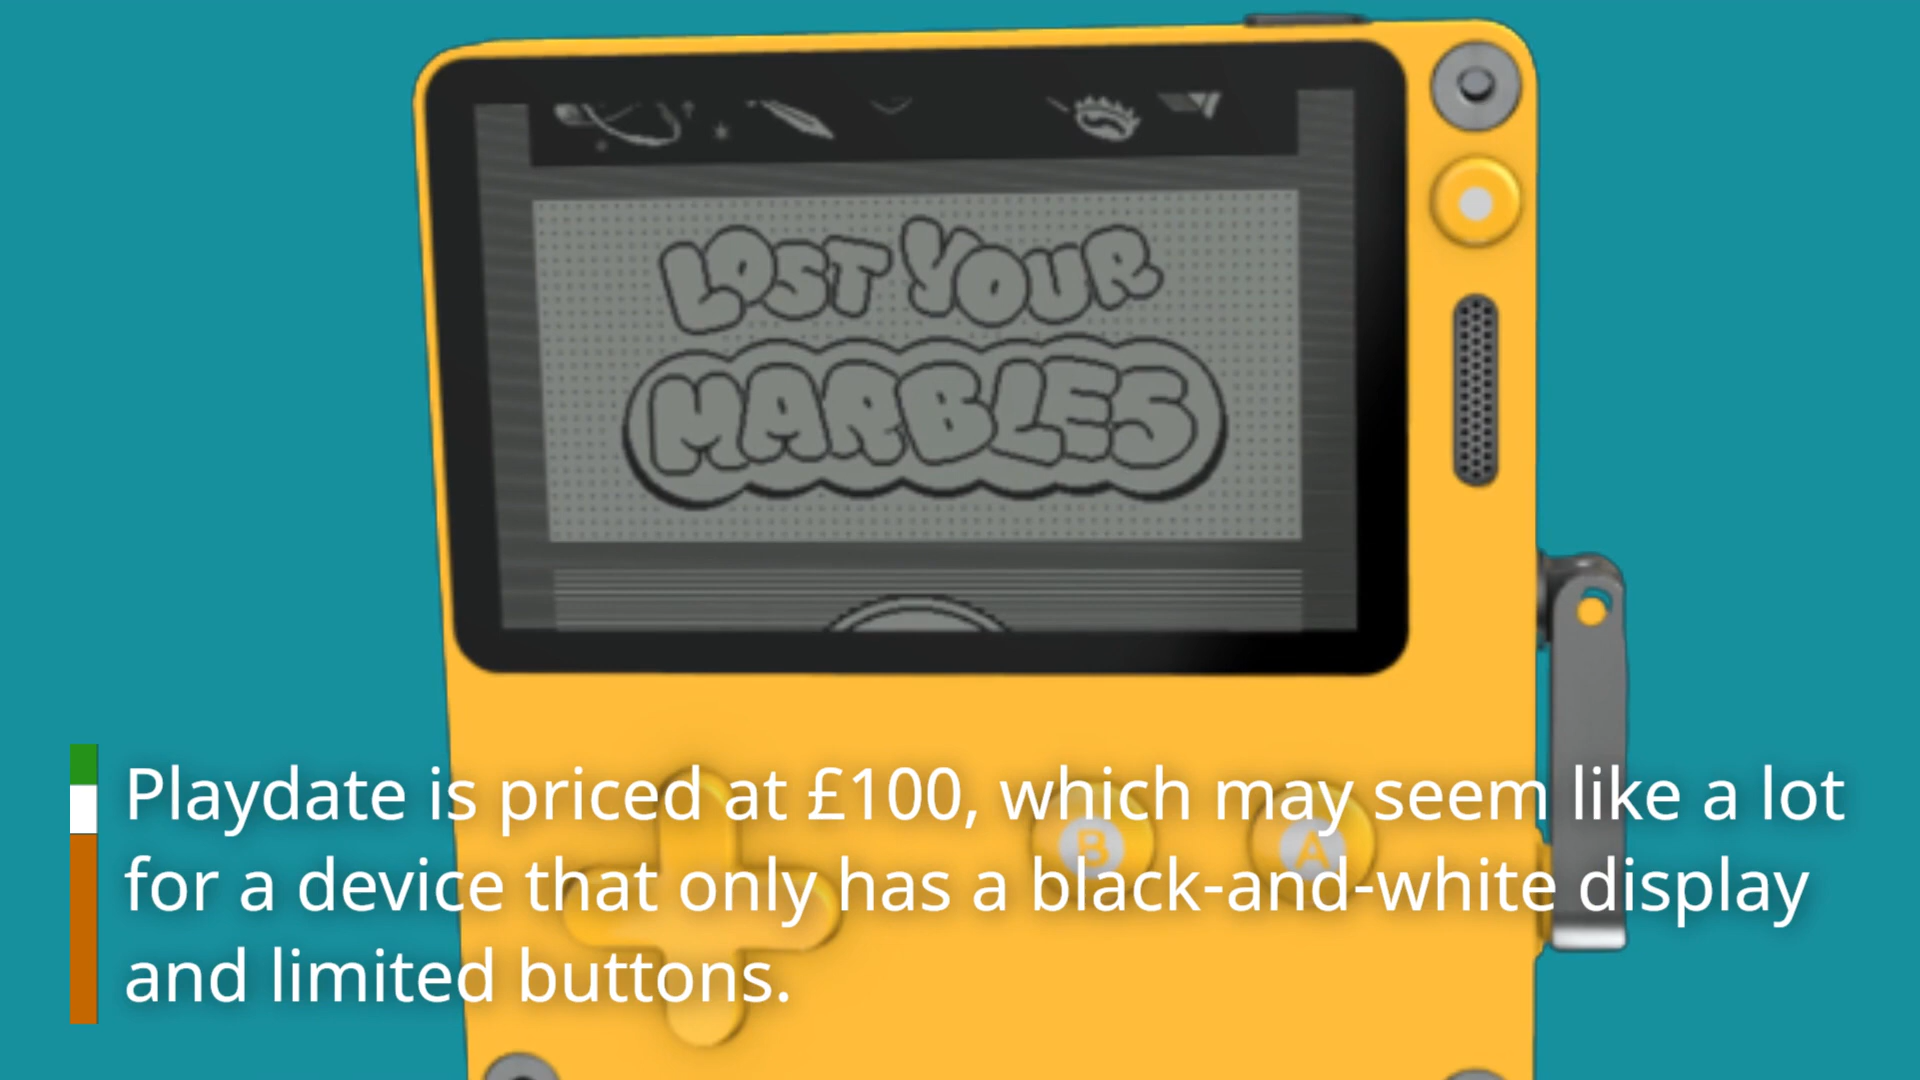 LOST YOUR
MARBLES
B A
Playdate is priced at £100, which may seem like a lot
for a device that only has a black-and-white display
and limited buttons.